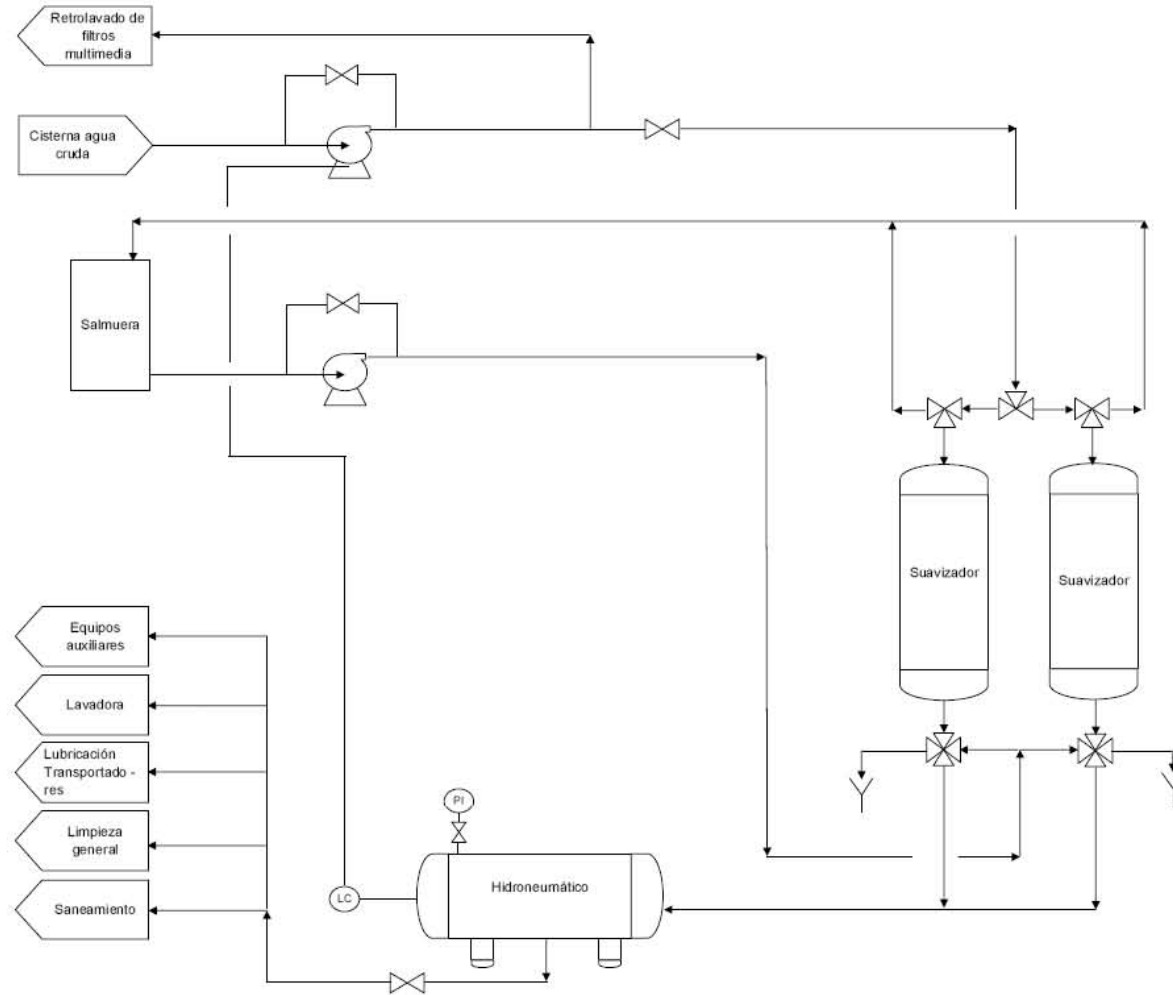 Retrolavado de
filtros
multimedia
Cisterna agua
cruda
Salmuera
Suavizador
Suavizador
Equipos
auxiliares
Lavadora
Lubricación
Transportado -
res
Limpieza
general
Saneamiento
PI
LC
Hidroneumático